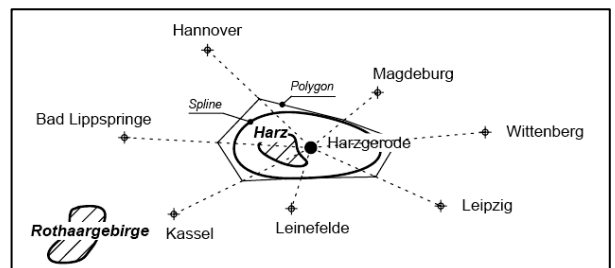 Hannover
Polygon
Magdeburg
Spline
Bad Lippspringe
Harz
Harzgerode
Wittenberg
Rothaargebirge
Kassel
Leinefelde
Leipzig